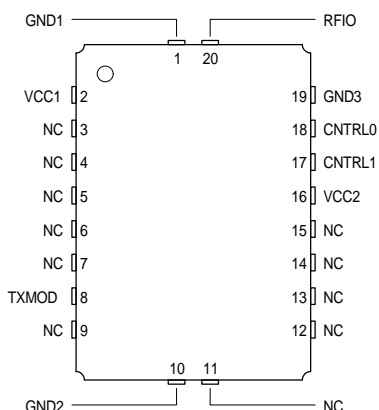 GND1 RFIO
1 20
VCC1 2 19 GND3
NC 3 18 CNTRL0
NC 4 17 CNTRL1
NC 5 16 VCC2
NC 6 15 NC
NC 7 14 NC
TXMOD 8 13 NC
NC 9 12 NC
10 11
GND2 NC